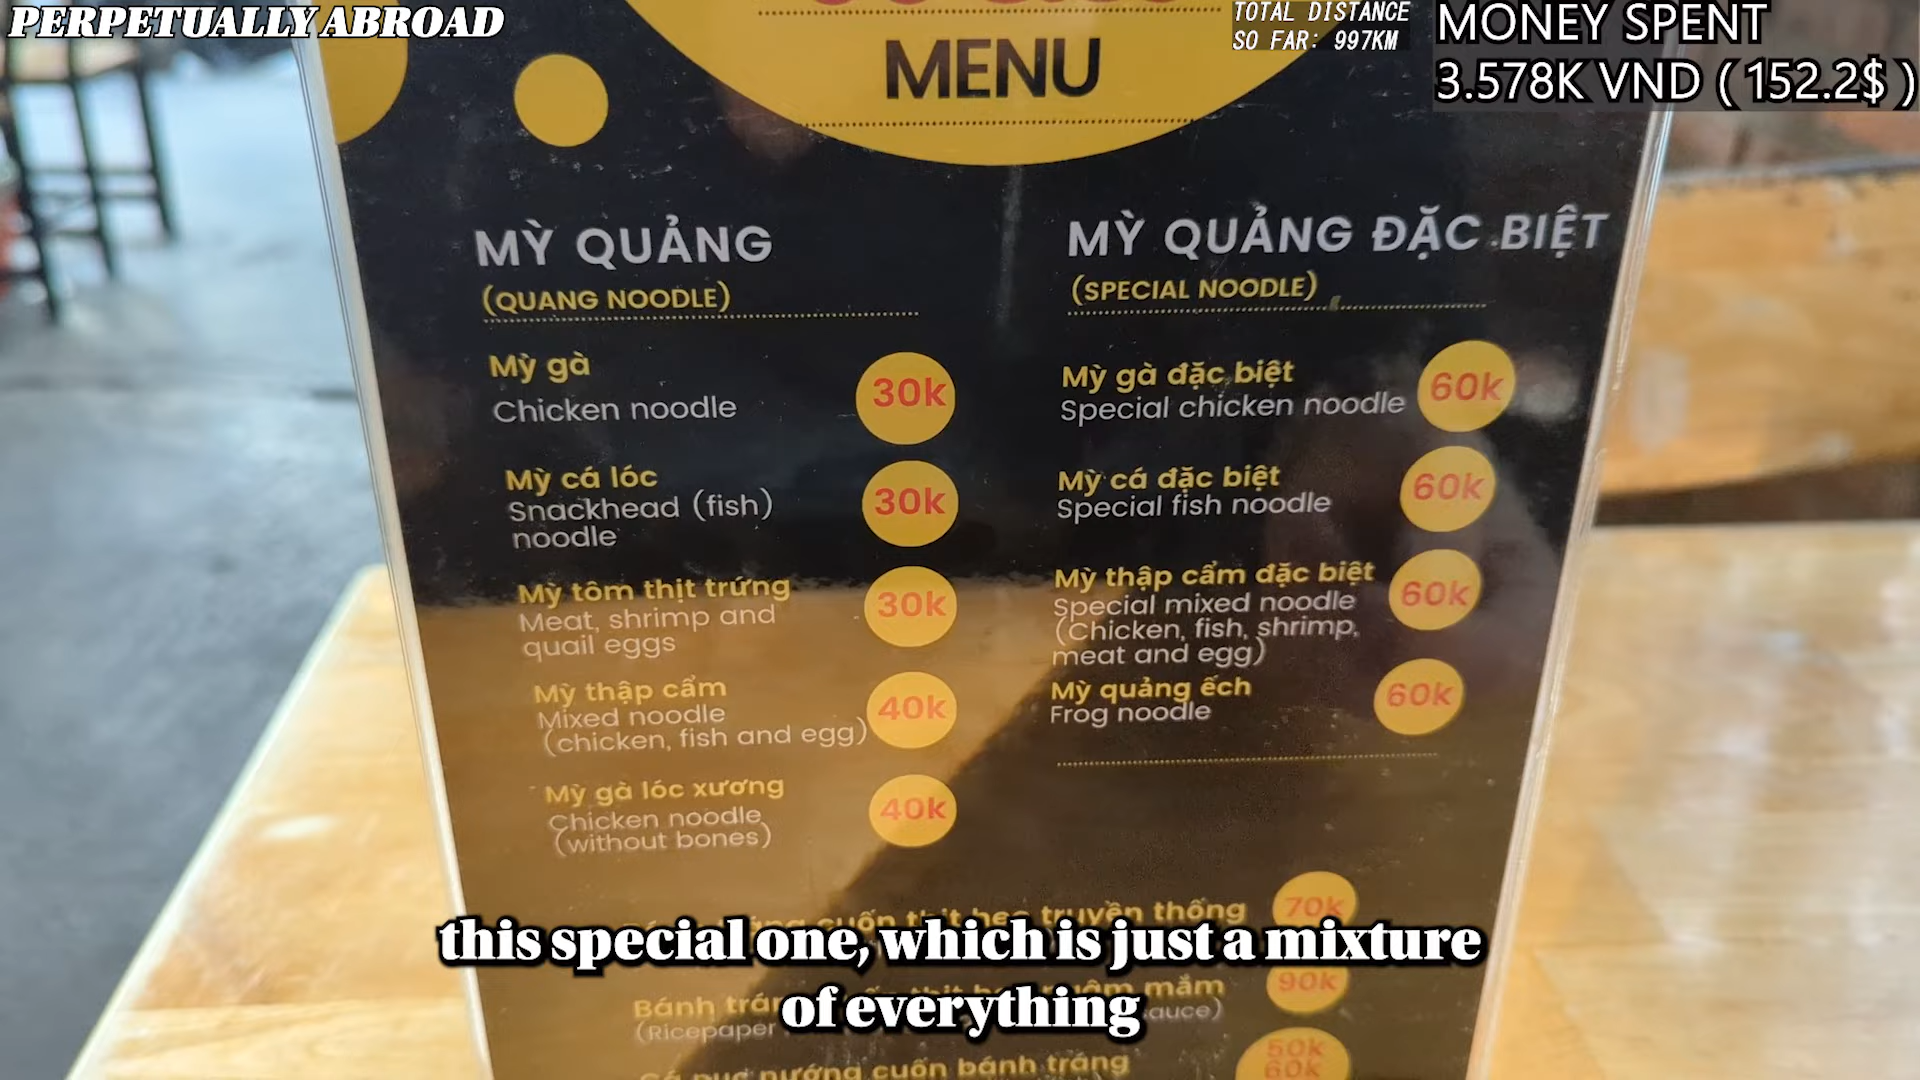 PERPETUALLY ABROAD
TOTAL DISTANCE
SO FAR: 997KM
MONEY SPENT
3.578K VND ( 152.2$ )
MENU
MỲ QUẢNG
(QUANG NOODLE)
Mỳ gà
Chicken noodle
30k
Mỳ cá lóc
Snackhead (fish)
noodle
30k
Mỳ tôm thịt trứng
Meat, shrimp and
quail eggs
30k
Mỳ thập cẩm
Mixed noodle
(chicken, fish and egg)
40k
Mỳ gà lóc xương
Chicken noodle
(without bones)
40k
MỲ QUẢNG ĐẶC BIỆT
(SPECIAL NOODLE)
Mỳ gà đặc biệt
Special chicken noodle
60k
Mỳ cá đặc biệt
Special fish noodle
60k
Mỳ thập cẩm đặc biệt
Special mixed noodle
(Chicken, fish, shrimp,
meat and egg)
60k
Mỳ quảng ếch
Frog noodle
60k
cuốn thịt heo truyền thống
70k
this special one, which is just a mixture
of everything
Bánh mắm
90k
(Ricepaper
nướng cuốn bánh tráng
50k
60k